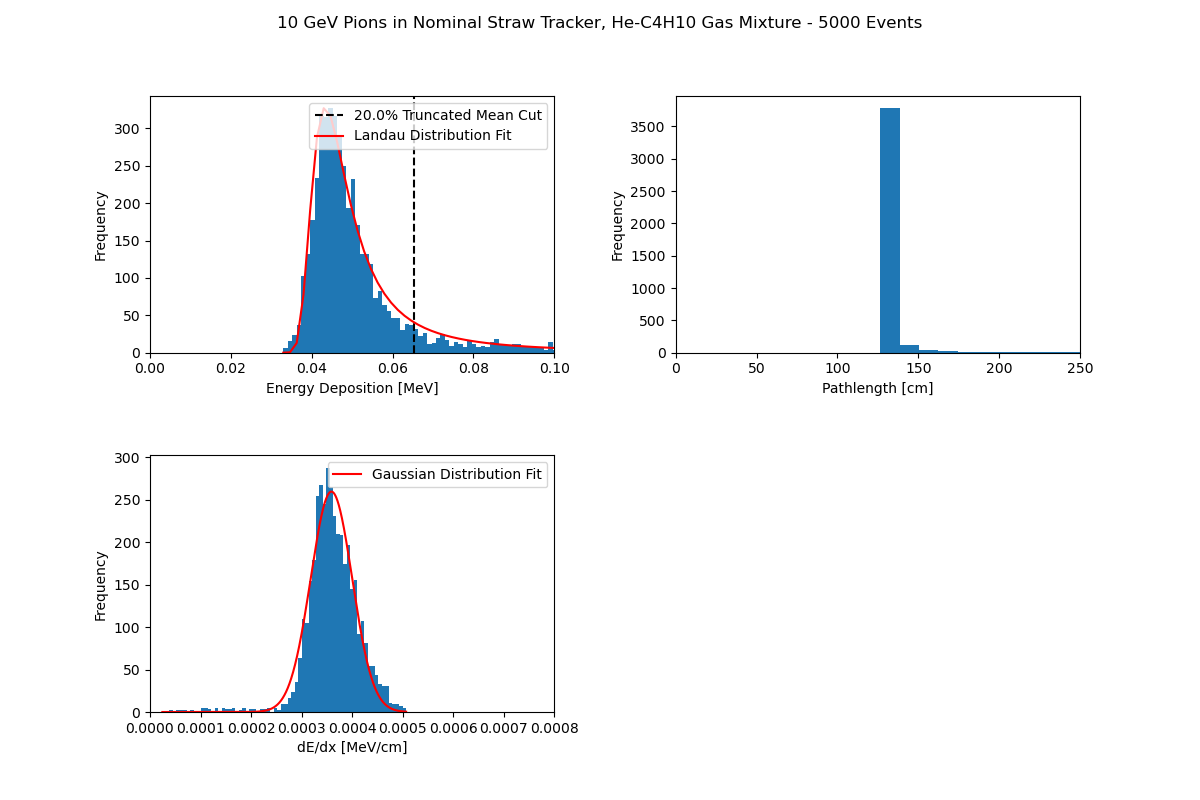 10 GeV Pions in Nominal Straw Tracker, He-C4H10 Gas Mixture - 5000 Events
20.0% Truncated Mean Cut
Landau Distribution Fit
Frequency
300
250
200
150
100
50
0
0.00 0.02 0.04 0.06 0.08 0.10
Energy Deposition [MeV]
Frequency
3500
3000
2500
2000
1500
1000
500
0
0 50 100 150 200 250
Pathlength [cm]
Gaussian Distribution Fit
Frequency
300
250
200
150
100
50
0
0.0000 0.0001 0.0002 0.0003 0.0004 0.0005 0.0006 0.0007 0.0008
dE/dx [MeV/cm]